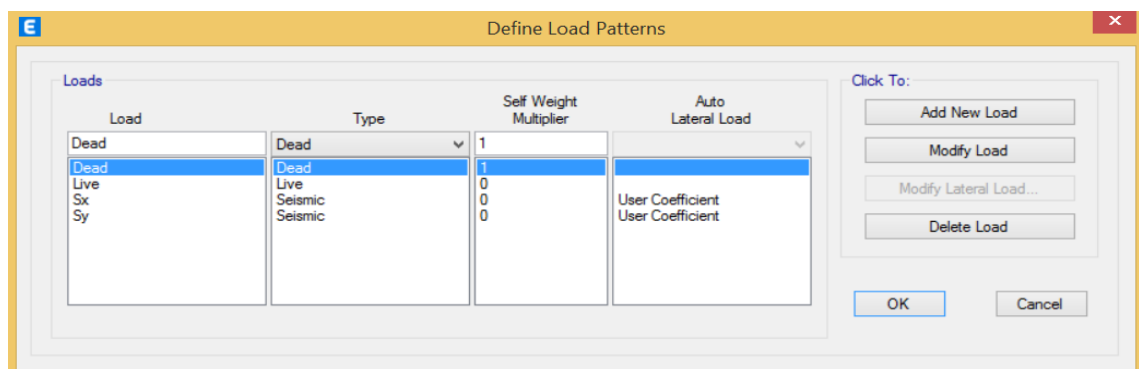 E
Define Load Patterns
Loads
Click To:
Load Type Self Weight Multiplier Auto Lateral Load
Dead Dead 1
Dead Dead 1
Live Live 0
Sx Seismic 0 User Coefficient
Sy Seismic 0 User Coefficient
Add New Load
Modify Load
Modify Lateral Load...
Delete Load
OK Cancel